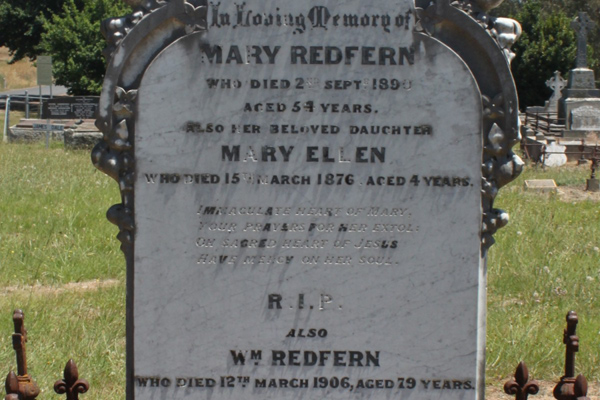 In Loving Memory of
MARY REDFERN
WHO DIED 2ND SEPT. 1890
AGED 54 YEARS.
ALSO HER BELOVED DAUGHTER
MARY ELLEN
WHO DIED 15TH MARCH 1876, AGED 4 YEARS.
IMMACULATE HEART OF MARY,
YOUR PRAYERS FOR HER EXTOL:
OH SACRED HEART OF JESUS
HAVE MERCY ON HER SOUL.
R.I.P.
ALSO
WM REDFERN
WHO DIED 12TH MARCH 1906, AGED 79 YEARS